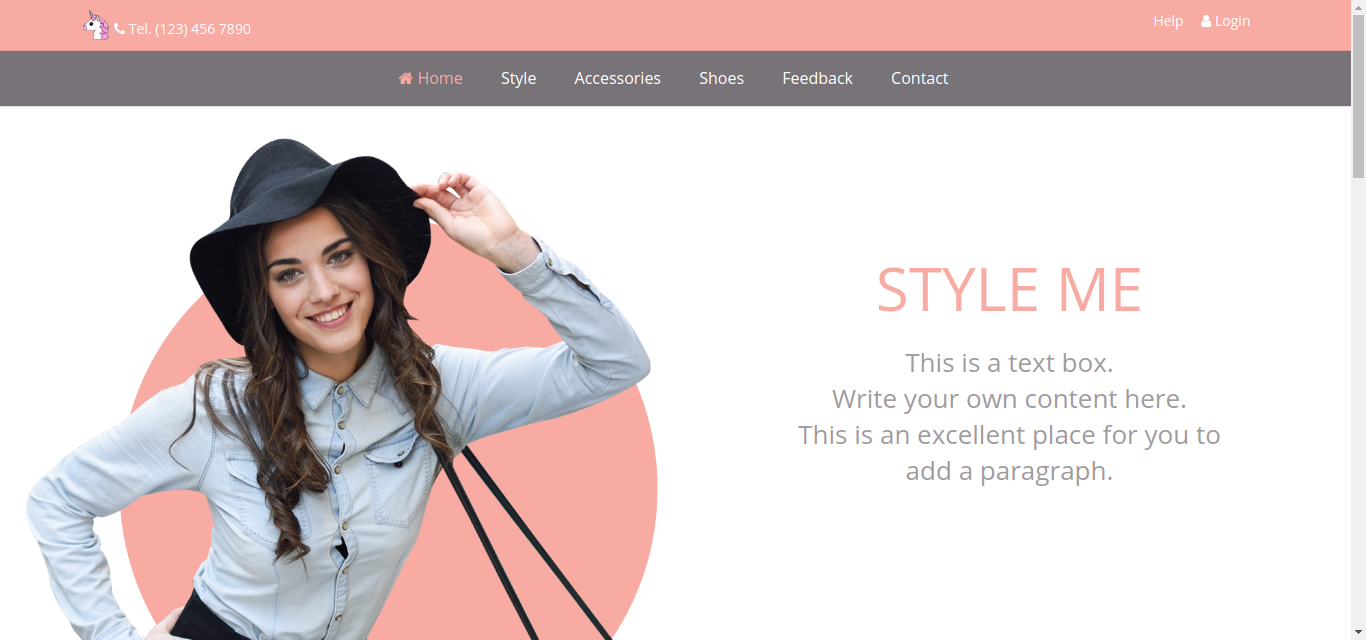 Tel. (123) 456 7890
Help
Login
Home
Style
Accessories
Shoes
Feedback
Contact
STYLE ME
This is a text box.
Write your own content here.
This is an excellent place for you to
add a paragraph.